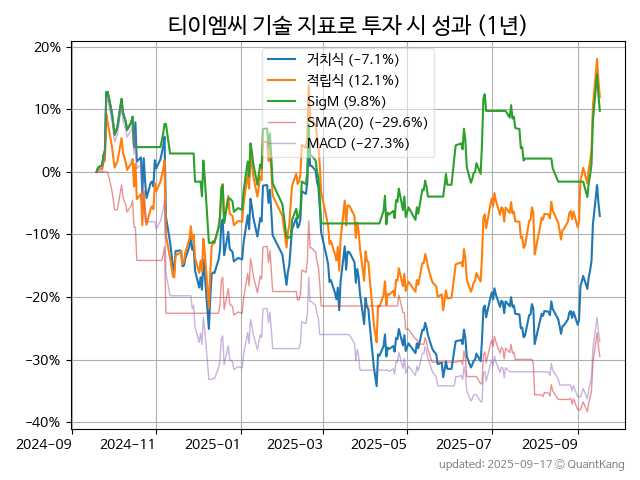 티이엠씨 기술 지표로 투자 시 성과 (1년)
20%
10%
0%
−10%
−20%
−30%
−40%
거치식 (−7.1%)
적립식 (12.1%)
SigM (9.8%)
SMA(20) (−29.6%)
MACD (−27.3%)
2024-09
2024-11
2025-01
2025-03
2025-05
2025-07
2025-09
updated: 2025-09-17 © QuantKang